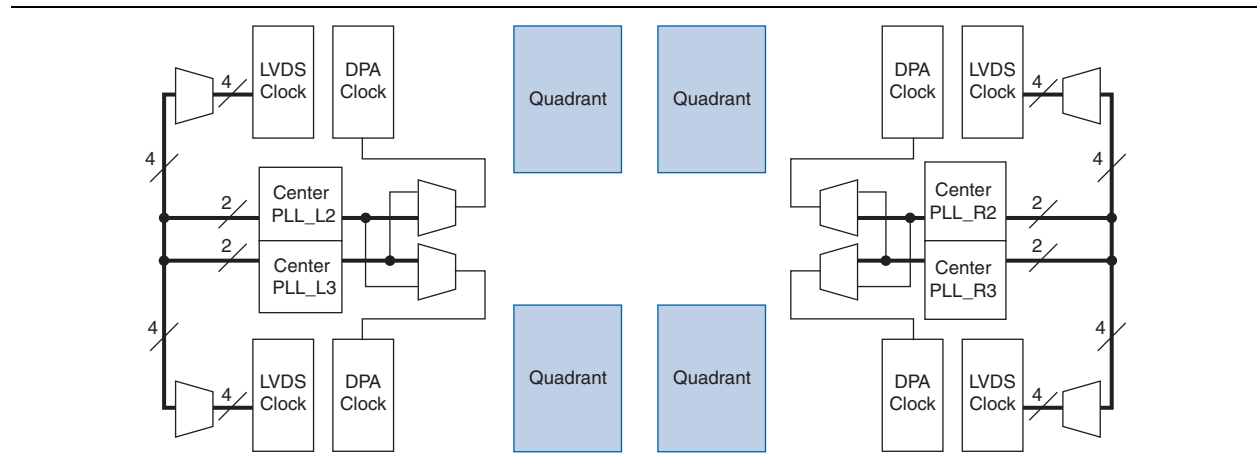 LVDS
Clock
DPA
Clock
Quadrant
Quadrant
DPA
Clock
LVDS
Clock
4
4
4
4
Center
PLL_L2
2
Center
PLL_R2
2
2
Center
PLL_L3
2
Center
PLL_R3
4
4
LVDS
Clock
DPA
Clock
Quadrant
Quadrant
DPA
Clock
LVDS
Clock
4
4